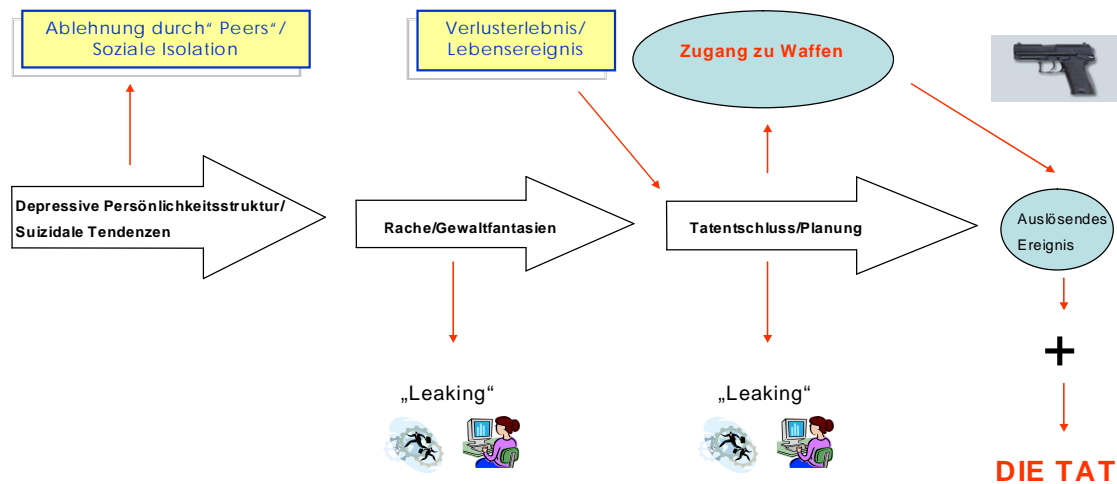 Ablehnung durch“ Peers“/
Soziale Isolation
Verlusterlebnis/
Lebensereignis
Zugang zu Waffen
Depressive Persönlichkeitsstruktur/
Suizidale Tendenzen
Rache/Gewaltfantasien
Tatentschluss/Planung
Auslösendes
Ereignis
+
„Leaking“
„Leaking“
DIE TAT